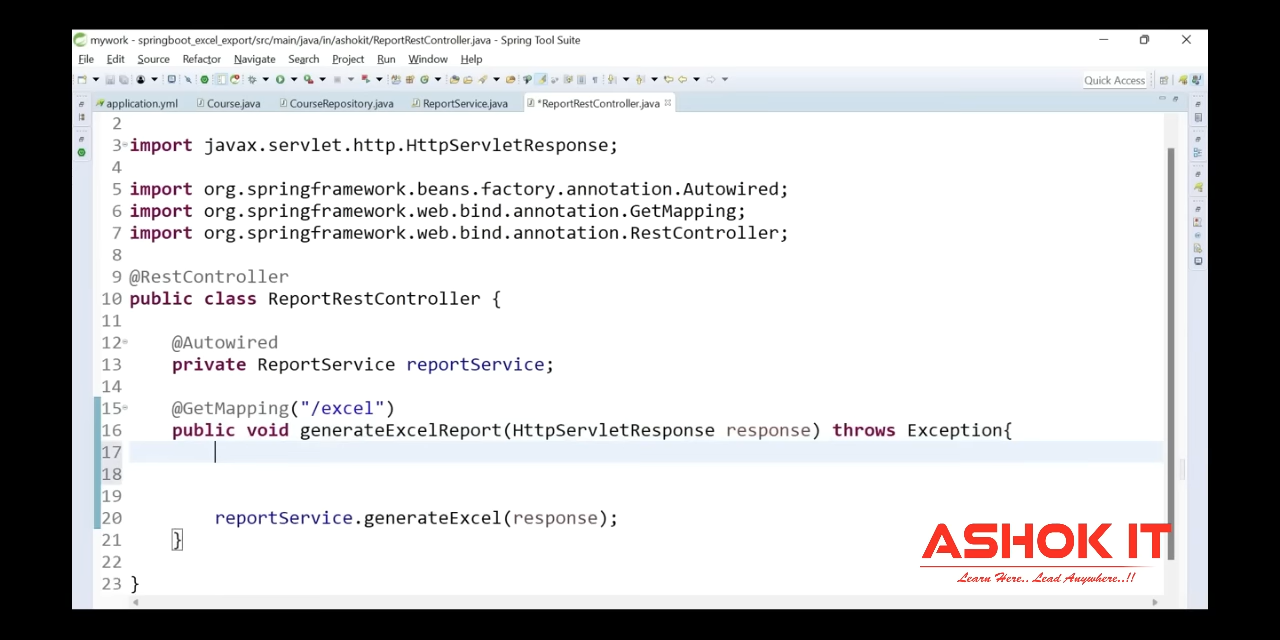 mywork - springboot_excel_export/src/main/java/in/ashokit/ReportRestController.java - Spring Tool Suite
File Edit Source Refactor Navigate Search Project Run Window Help
Quick Access
application.yml Course.java CourseRepository.java ReportService.java *ReportRestController.java
2
3 import javax.servlet.http.HttpServletResponse;
4
5 import org.springframework.beans.factory.annotation.Autowired;
6 import org.springframework.web.bind.annotation.GetMapping;
7 import org.springframework.web.bind.annotation.RestController;
8
9 @RestController
10 public class ReportRestController {
11
12 @Autowired
13 private ReportService reportService;
14
15 @GetMapping("/excel")
16 public void generateExcelReport(HttpServletResponse response) throws Exception{
17
18
19
20 reportService.generateExcel(response);
21 }
22
23 }
ASHOK IT
Learn Here.. Lead Anywhere..!!